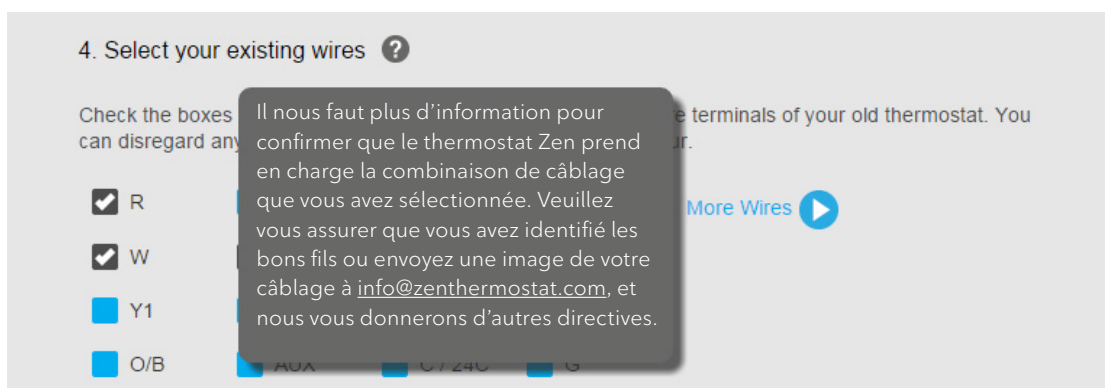 4. Select your existing wires ?
Check the boxes
e terminals of your old thermostat. You
can disregard any
ur.
Il nous faut plus d’information pour
confirmer que le thermostat Zen prend
en charge la combinaison de câblage
que vous avez sélectionnée. Veuillez
vous assurer que vous avez identifié les
bons fils ou envoyez une image de votre
câblage à info@zenthermostat.com, et
nous vous donnerons d’autres directives.
R
More Wires
W
Y1
O/B AUX C / 24C G